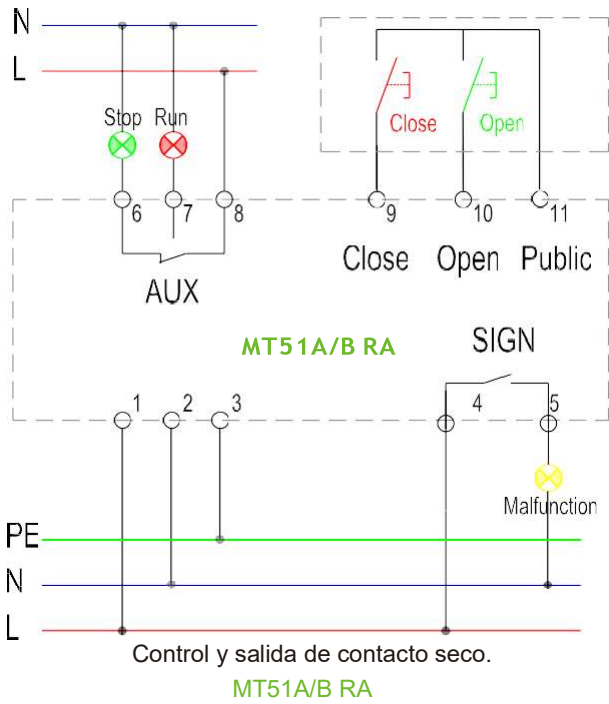 N
L
Stop Run
Close Open
6 7 8 9 10 11
AUX
Close Open Public
MT51A/B RA
SIGN
1 2 3 4 5
Malfunction
PE
N
L
Control y salida de contacto seco.
MT51A/B RA